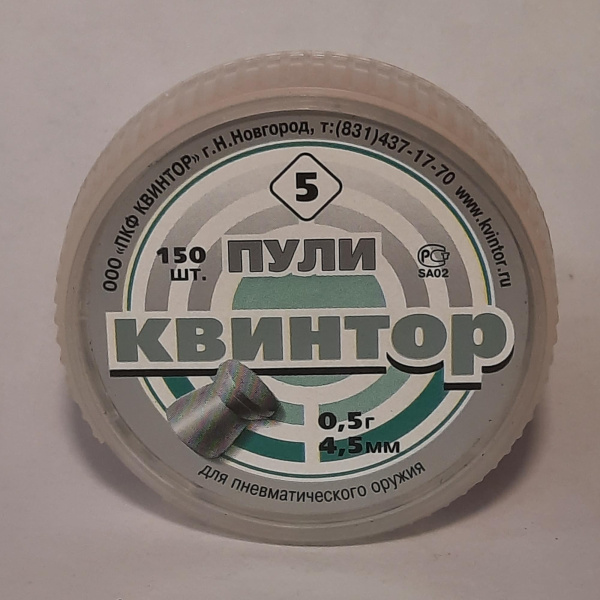 ООО «ПКФ КВИНТОР» г.Н.Новгород, т:(831)437-17-70 www.kvintor.ru
5
150
ШТ.
ПУЛИ
РСТ
SA02
КВИНТОР
0,5г
4,5мм
для пневматического оружия